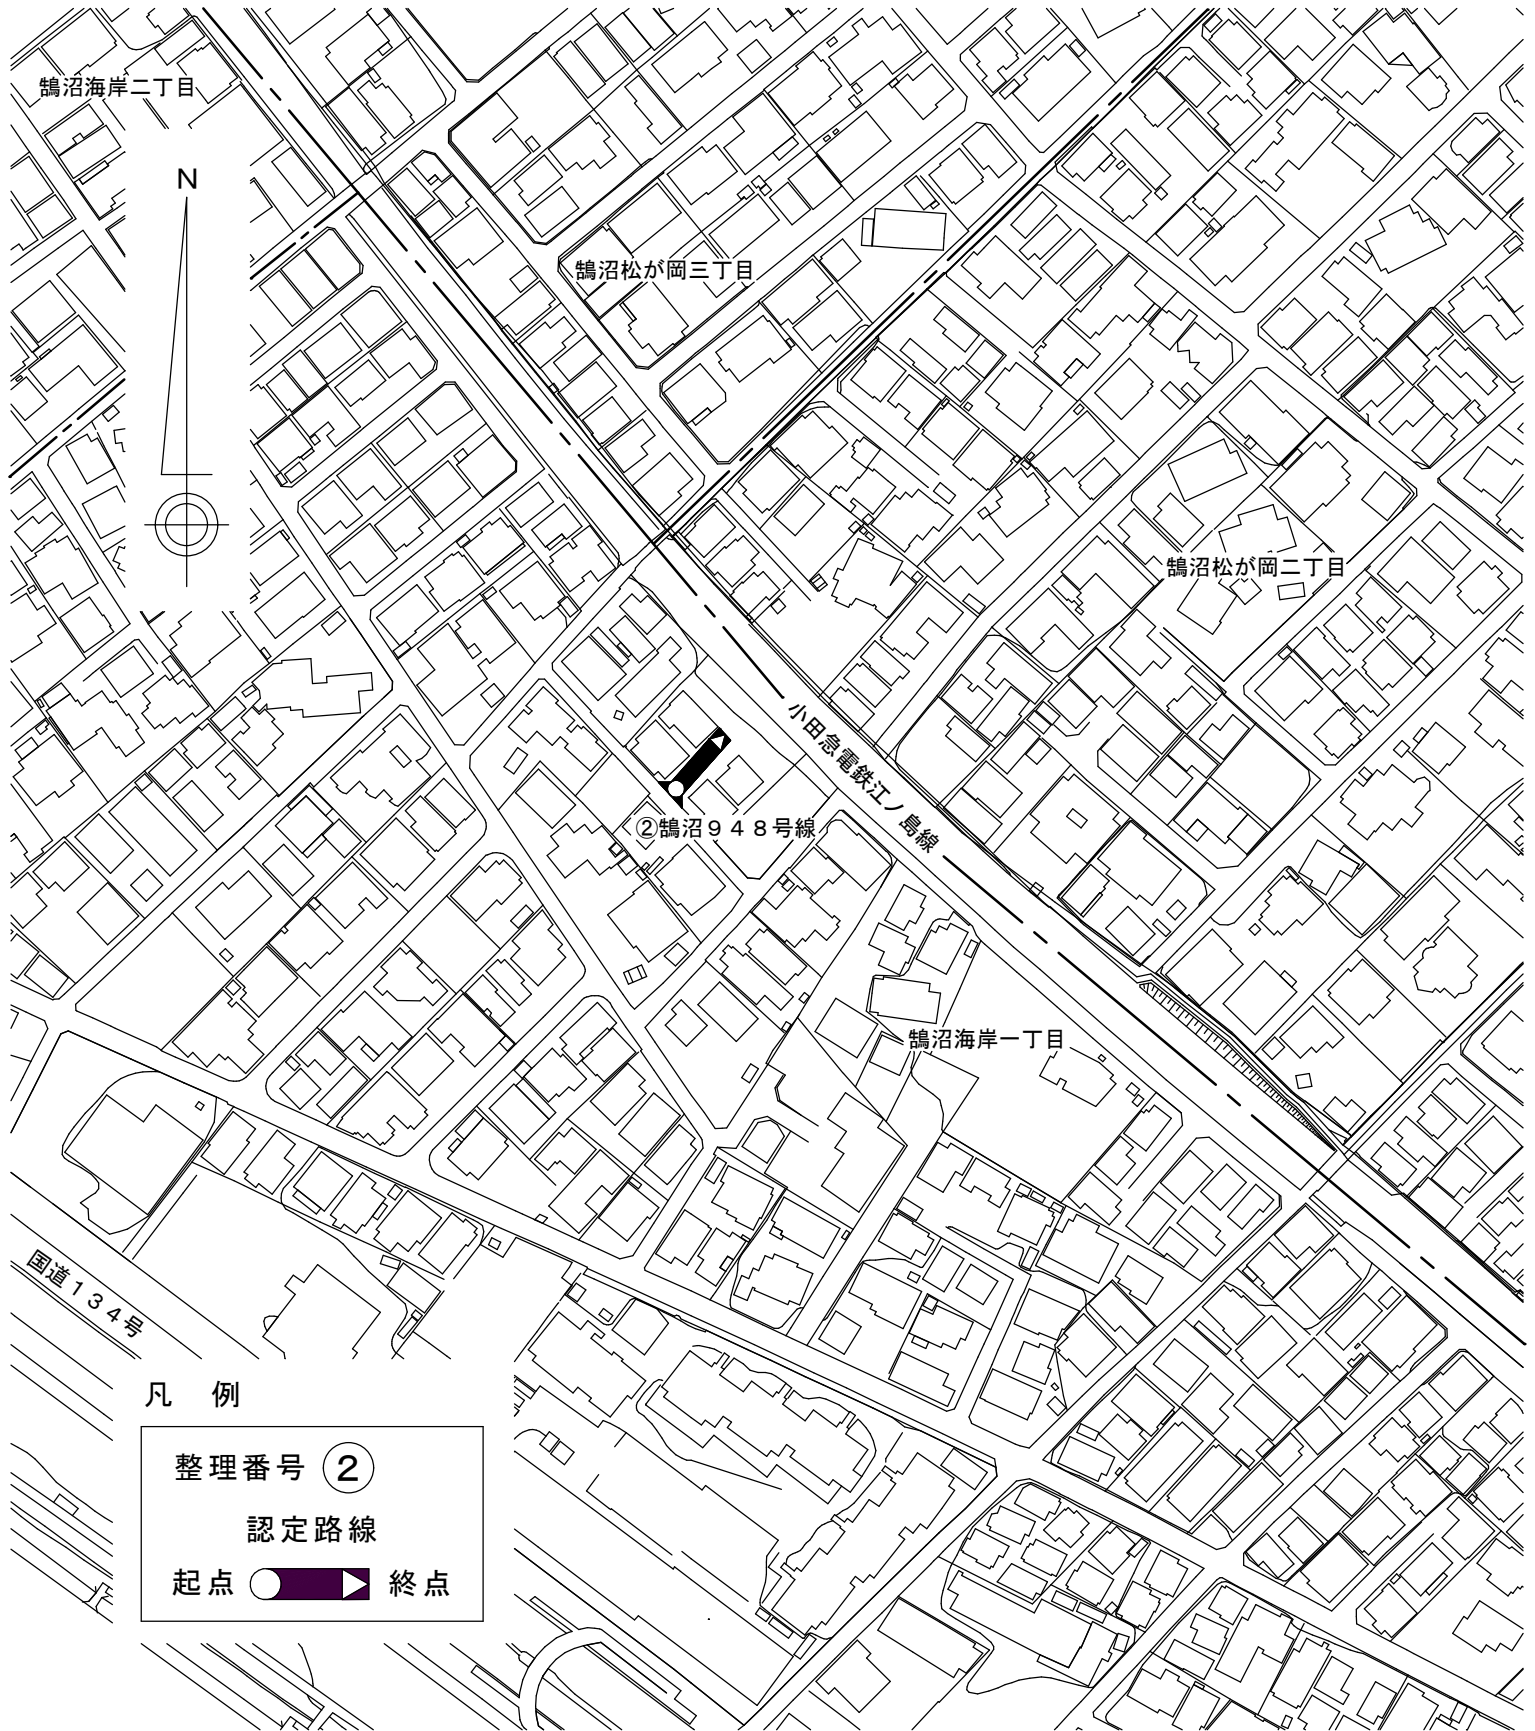 鵠沼海岸二丁目
N
鵠沼松が岡三丁目
鵠沼松が岡二丁目
小田急電鉄江ノ島線
②鵠沼９４８号線
鵠沼海岸一丁目
国道１３４号
凡 例
整理番号 ②
認定路線
起点 終点